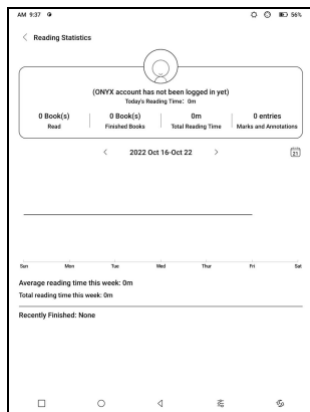 AM 9:37
56%
Reading Statistics
(ONYX account has not been logged in yet)
Today's Reading Time: 0m
0 Book(s) 0 Book(s) 0m 0 entries
Read Finished Books Total Reading Time Marks and Annotations
2022 Oct 16-Oct 22
21
Sun Mon Tue Wed Thur Fri Sat
Average reading time this week: 0m
Total reading time this week: 0m
Recently Finished: None